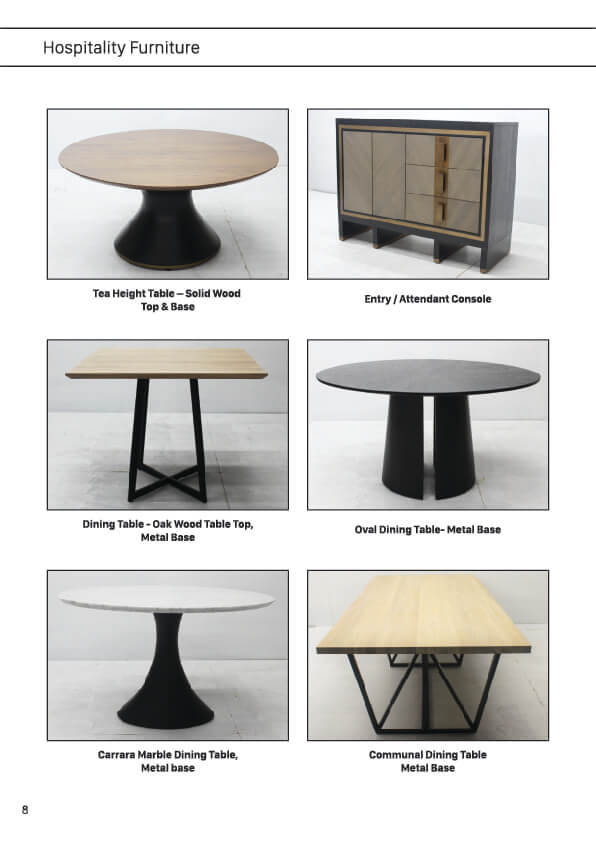 Hospitality Furniture
Tea Height Table – Solid Wood
Top & Base
Entry / Attendant Console
Dining Table - Oak Wood Table Top,
Metal Base
Oval Dining Table- Metal Base
Carrara Marble Dining Table,
Metal base
Communal Dining Table
Metal Base
8